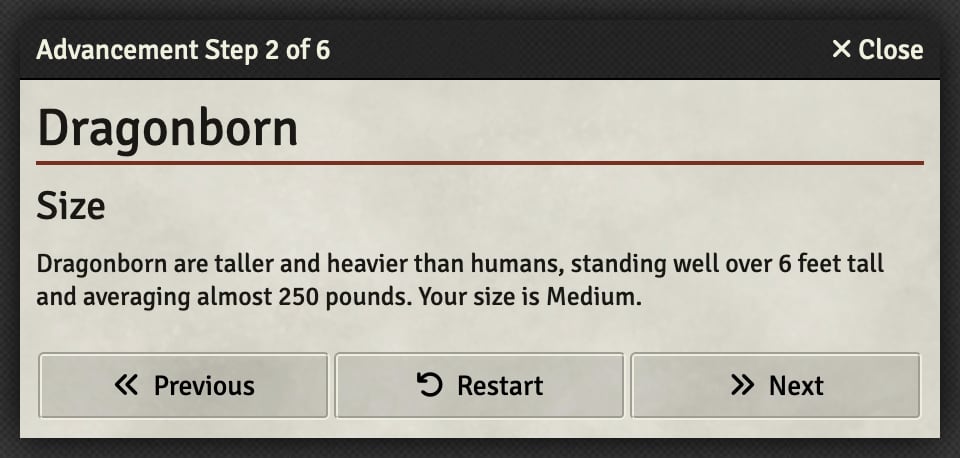 Advancement Step 2 of 6
Close
Dragonborn
Size
Dragonborn are taller and heavier than humans, standing well over 6 feet tall
and averaging almost 250 pounds. Your size is Medium.
Previous
Restart
Next